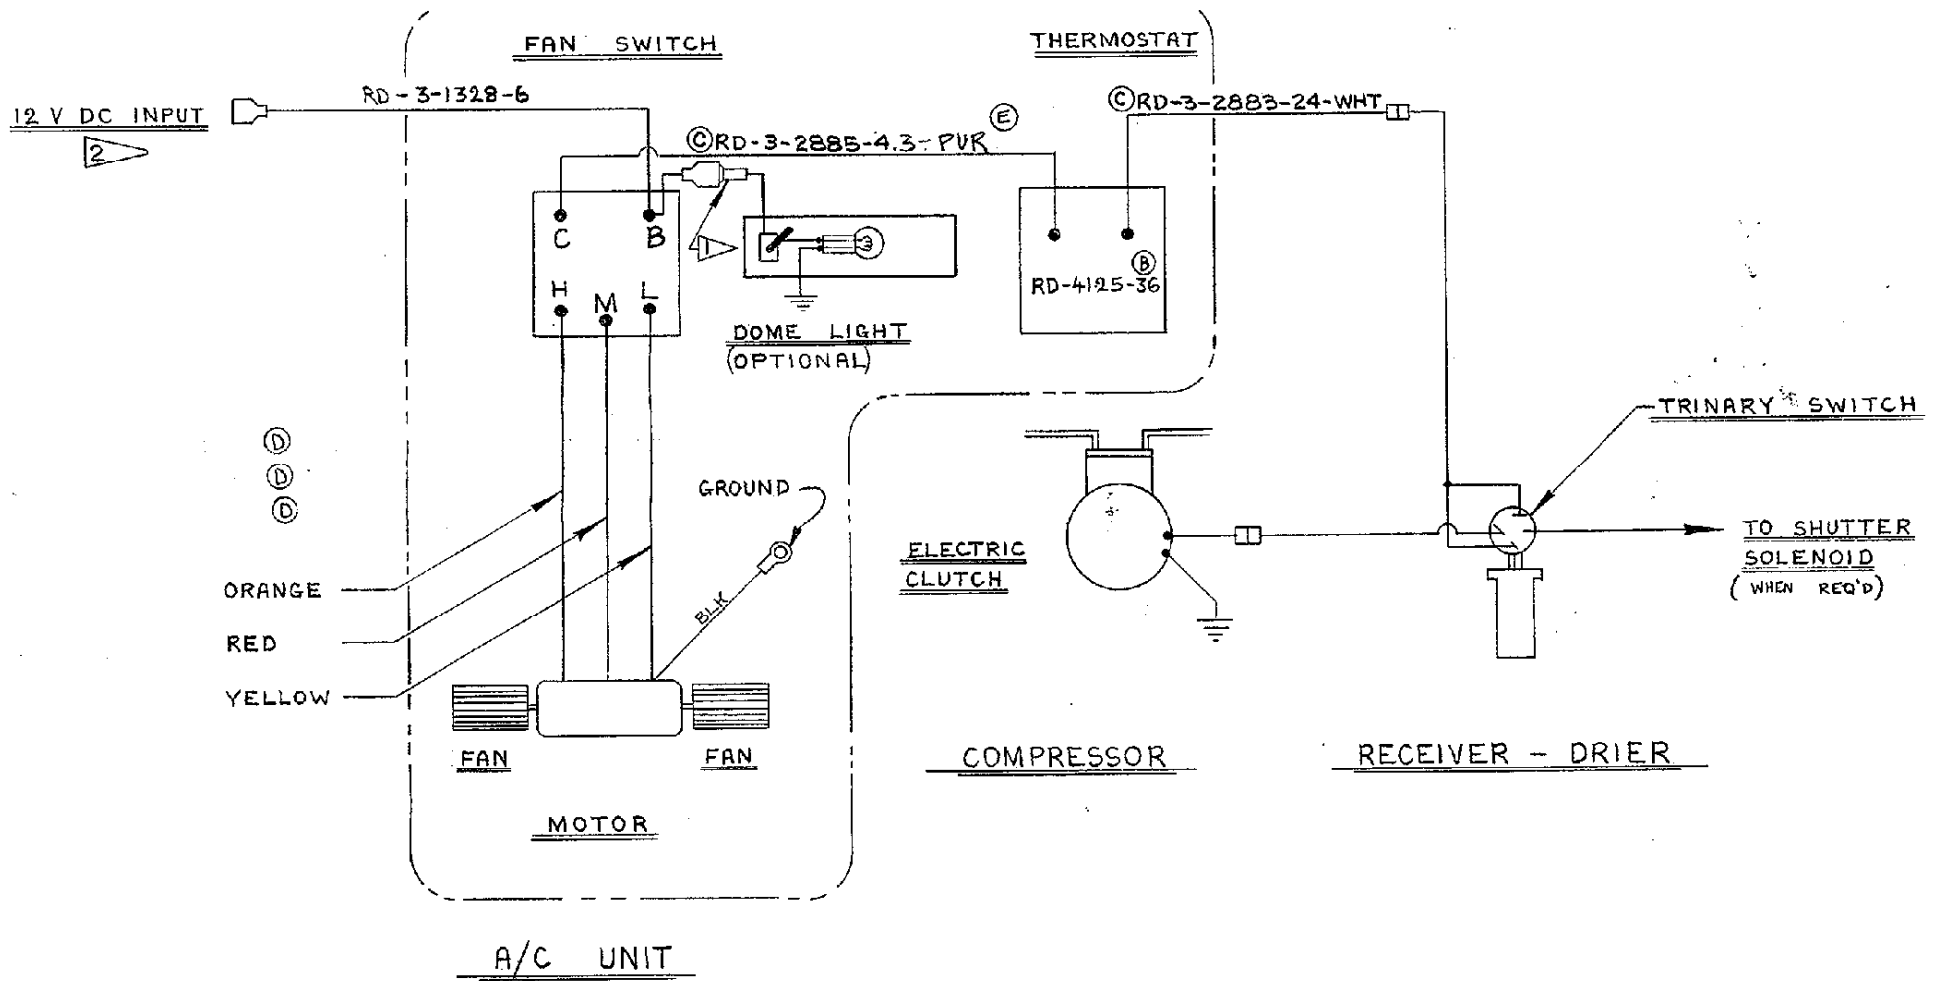 FAN SWITCH
THERMOSTAT
RD-3-1328-6
ⒸRD-3-2883-24-WHT
12 V DC INPUT
2
ⒸRD-3-2885-4.3-PUR Ⓔ
C B
1
H M L
Ⓑ
RD-4125-36
DOME LIGHT
(OPTIONAL)
TRINARY SWITCH
Ⓓ
Ⓓ
Ⓓ
GROUND
TO SHUTTER
SOLENOID
(WHEN REQ'D)
ELECTRIC
CLUTCH
ORANGE
BLK
RED
YELLOW
FAN
FAN
COMPRESSOR
RECEIVER - DRIER
MOTOR
A/C UNIT